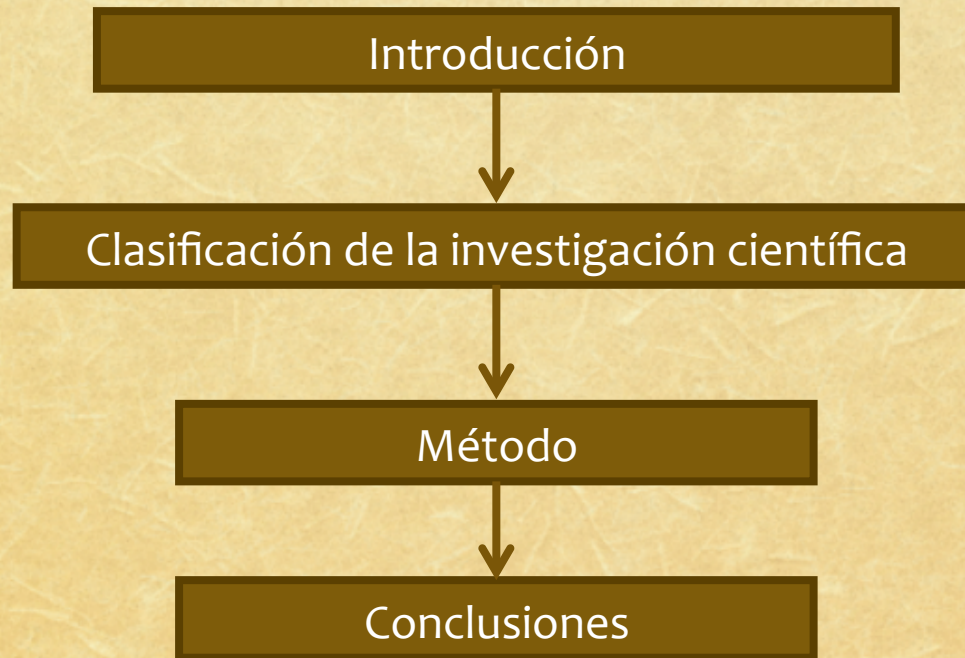 Introducción
Clasificación de la investigación científica
Método
Conclusiones